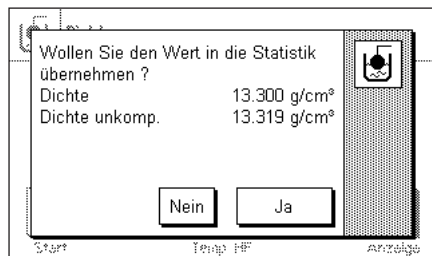 Wollen Sie den Wert in die Statistik
übernehmen ?
Dichte 13.300 g/cm³
Dichte unkomp. 13.319 g/cm³
Nein Ja
Start Temp HF Anzeige